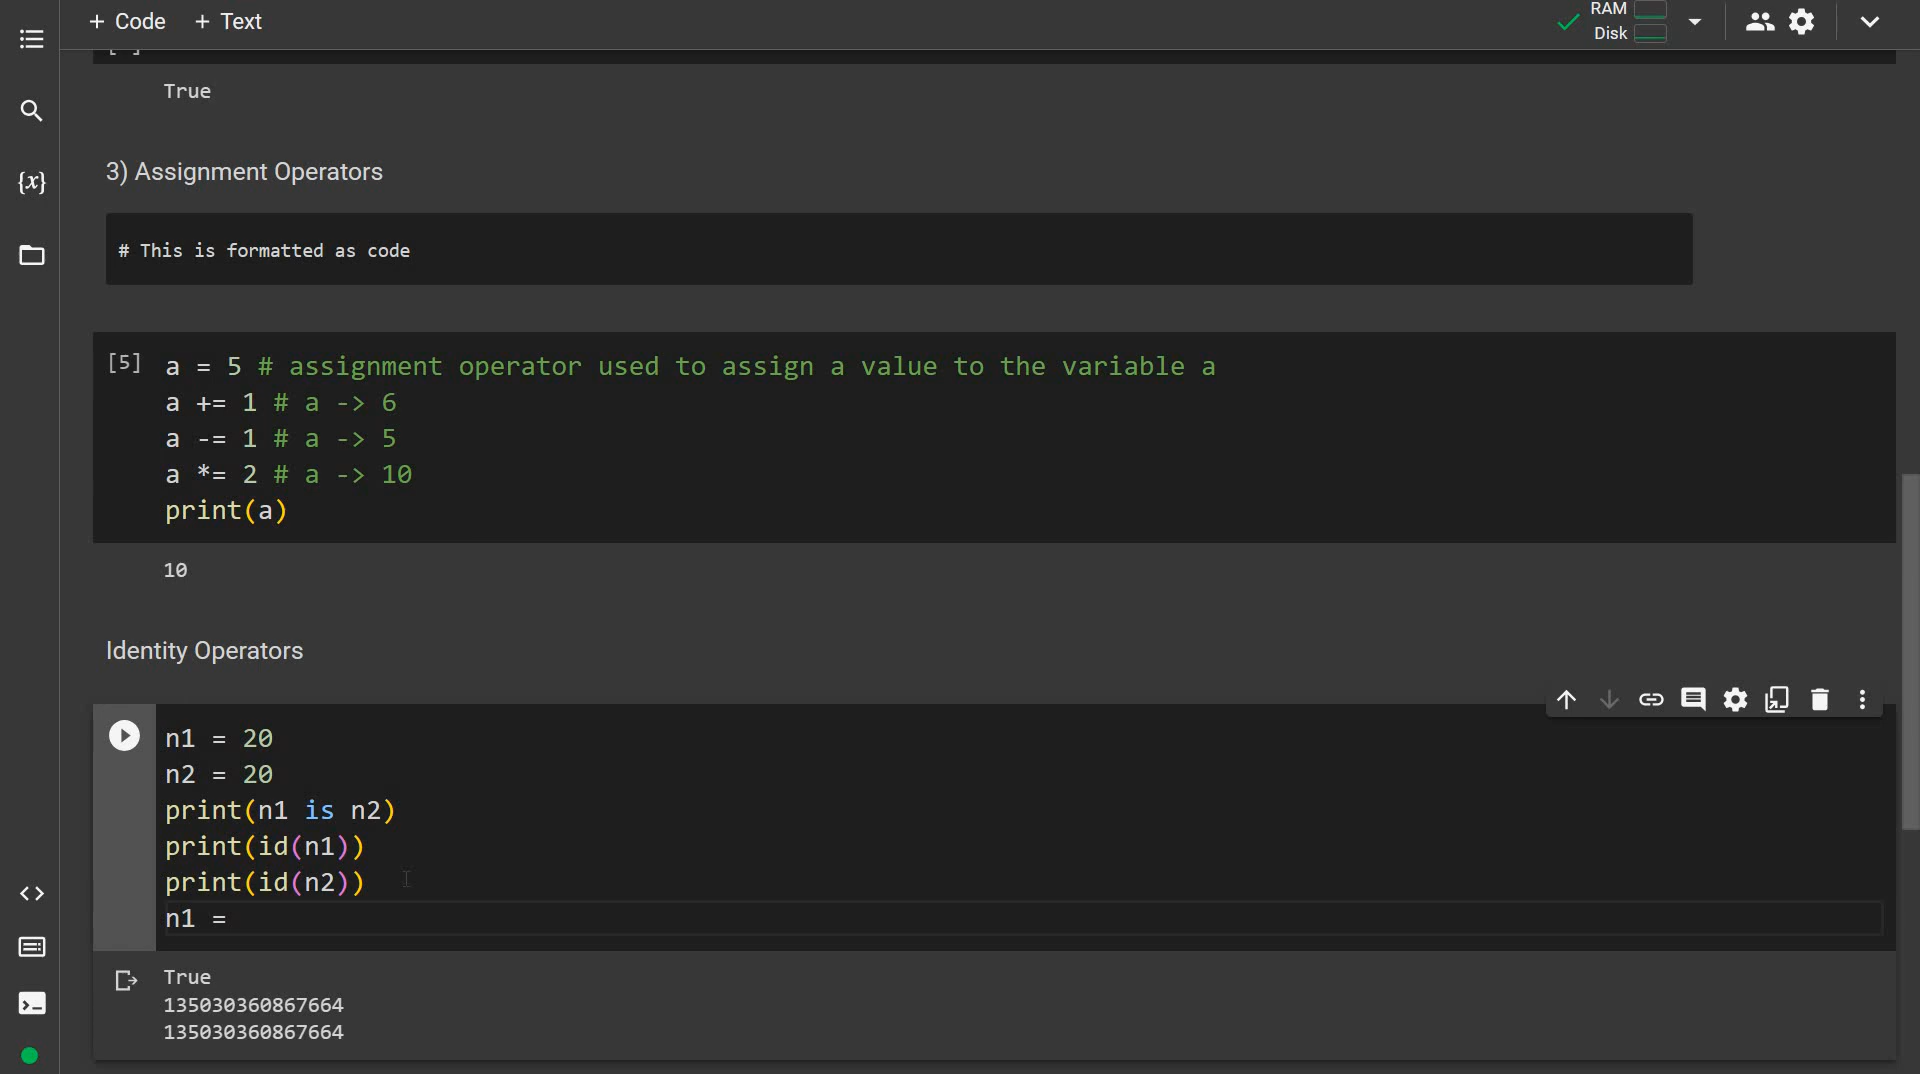 + Code + Text
RAM
Disk
[ ]
True
3) Assignment Operators
# This is formatted as code
[5] a = 5 # assignment operator used to assign a value to the variable a
a += 1 # a -> 6
a -= 1 # a -> 5
a *= 2 # a -> 10
print(a)
10
Identity Operators
n1 = 20
n2 = 20
print(n1 is n2)
print(id(n1))
print(id(n2))
n1 =
True
135030360867664
135030360867664
{x}